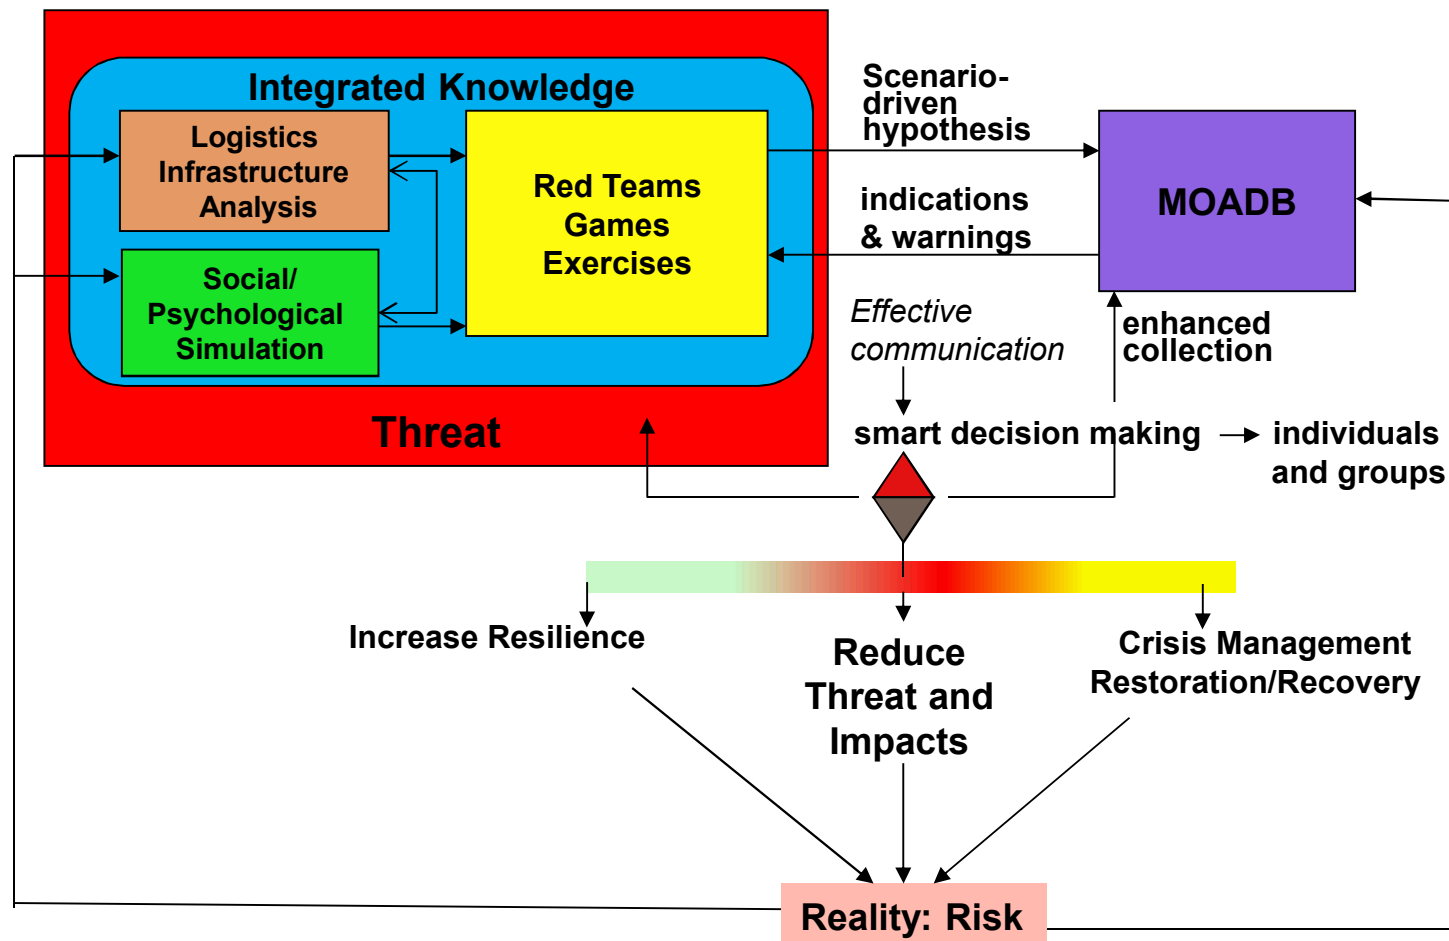 Integrated Knowledge
Logistics
Infrastructure
Analysis
Social/
Psychological
Simulation
Red Teams
Games
Exercises
Threat
Scenario-
driven
hypothesis
indications
& warnings
MOADB
Effective
communication
enhanced
collection
smart decision making
individuals
and groups
Increase Resilience
Reduce
Threat and
Impacts
Crisis Management
Restoration/Recovery
Reality: Risk